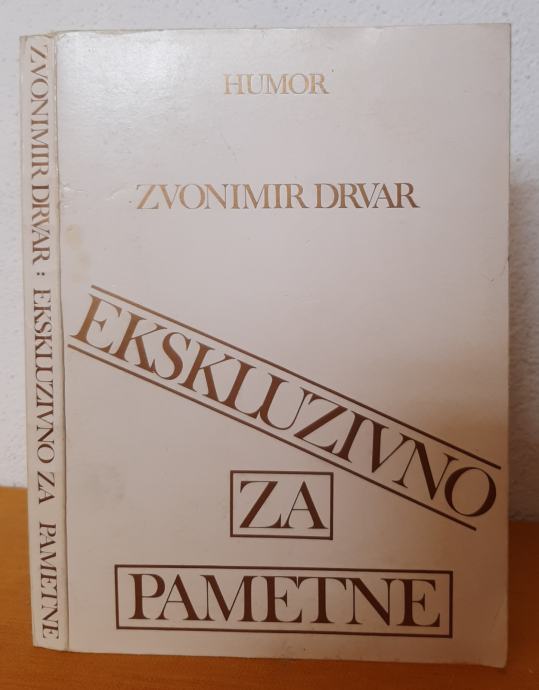 HUMOR
ZVONIMIR DRVAR
EKSKLUZIVNO
ZA
PAMETNE
ZVONIMIR DRVAR : EKSKLUZIVNO ZA PAMETNE